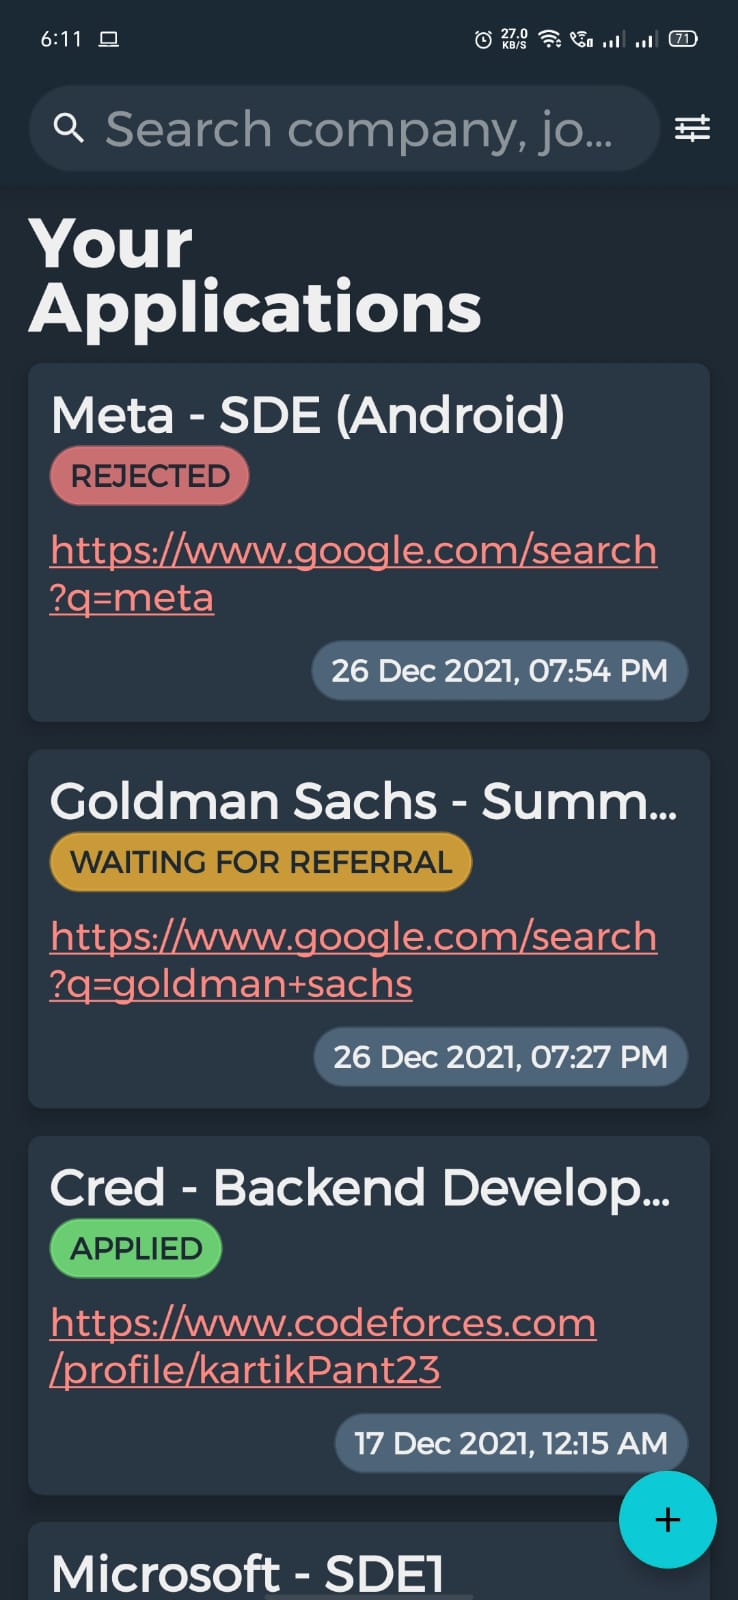 6:11 27.0 KB/S 71
Search company, jo...
Your
Applications
Meta - SDE (Android)
REJECTED
https://www.google.com/search
?q=meta
26 Dec 2021, 07:54 PM
Goldman Sachs - Summ...
WAITING FOR REFERRAL
https://www.google.com/search
?q=goldman+sachs
26 Dec 2021, 07:27 PM
Cred - Backend Develop...
APPLIED
https://www.codeforces.com
/profile/kartikPant23
17 Dec 2021, 12:15 AM
+
Microsoft - SDE1